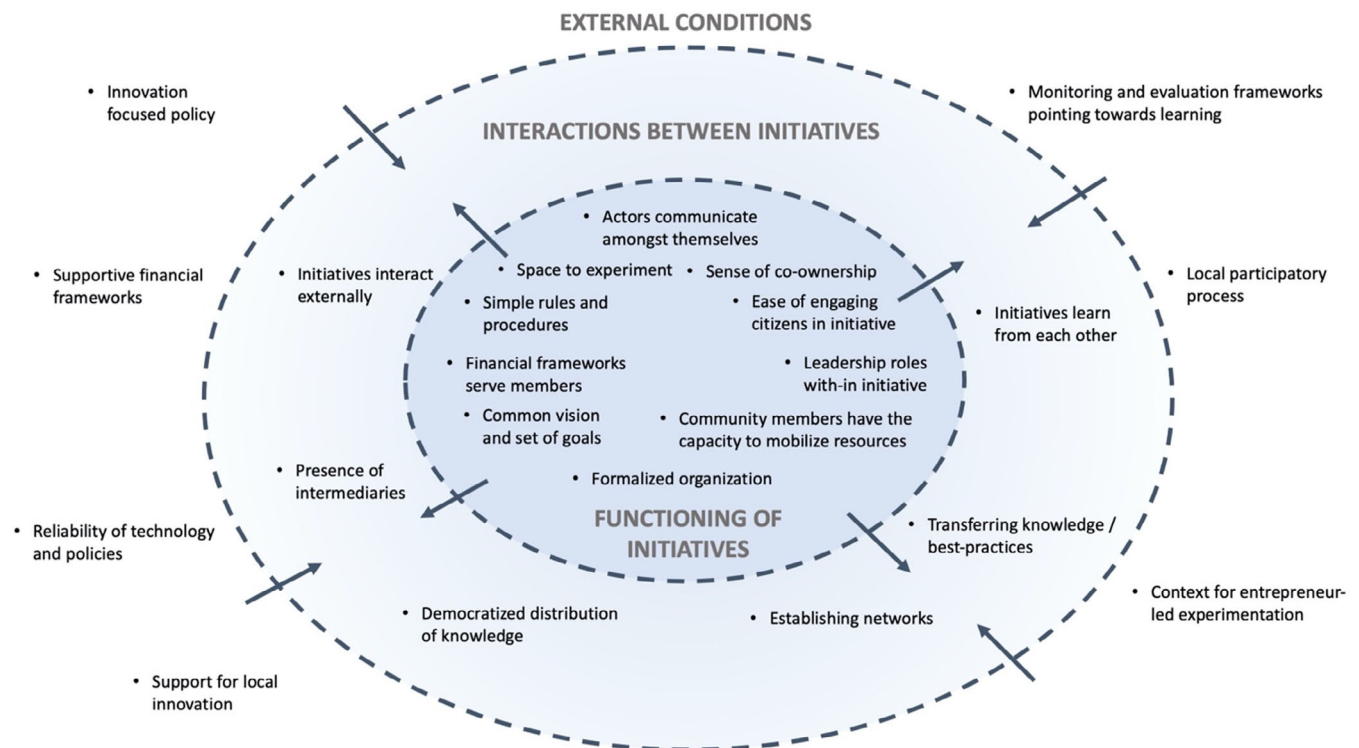 EXTERNAL CONDITIONS
• Innovation
focused policy
• Monitoring and evaluation frameworks
pointing towards learning
INTERACTIONS BETWEEN INITIATIVES
• Actors communicate
amongst themselves
• Supportive financial
frameworks
• Initiatives interact
externally
• Space to experiment
• Sense of co-ownership
• Local participatory
process
• Simple rules and
procedures
• Ease of engaging
citizens in initiative
• Initiatives learn
from each other
• Financial frameworks
serve members
• Leadership roles
with-in initiative
• Common vision
and set of goals
• Community members have the
capacity to mobilize resources
• Presence of
intermediaries
• Formalized organization
FUNCTIONING OF
INITIATIVES
• Reliability of technology
and policies
• Transferring knowledge /
best-practices
• Context for entrepreneur-
led experimentation
• Democratized distribution
of knowledge
• Establishing networks
• Support for local
innovation